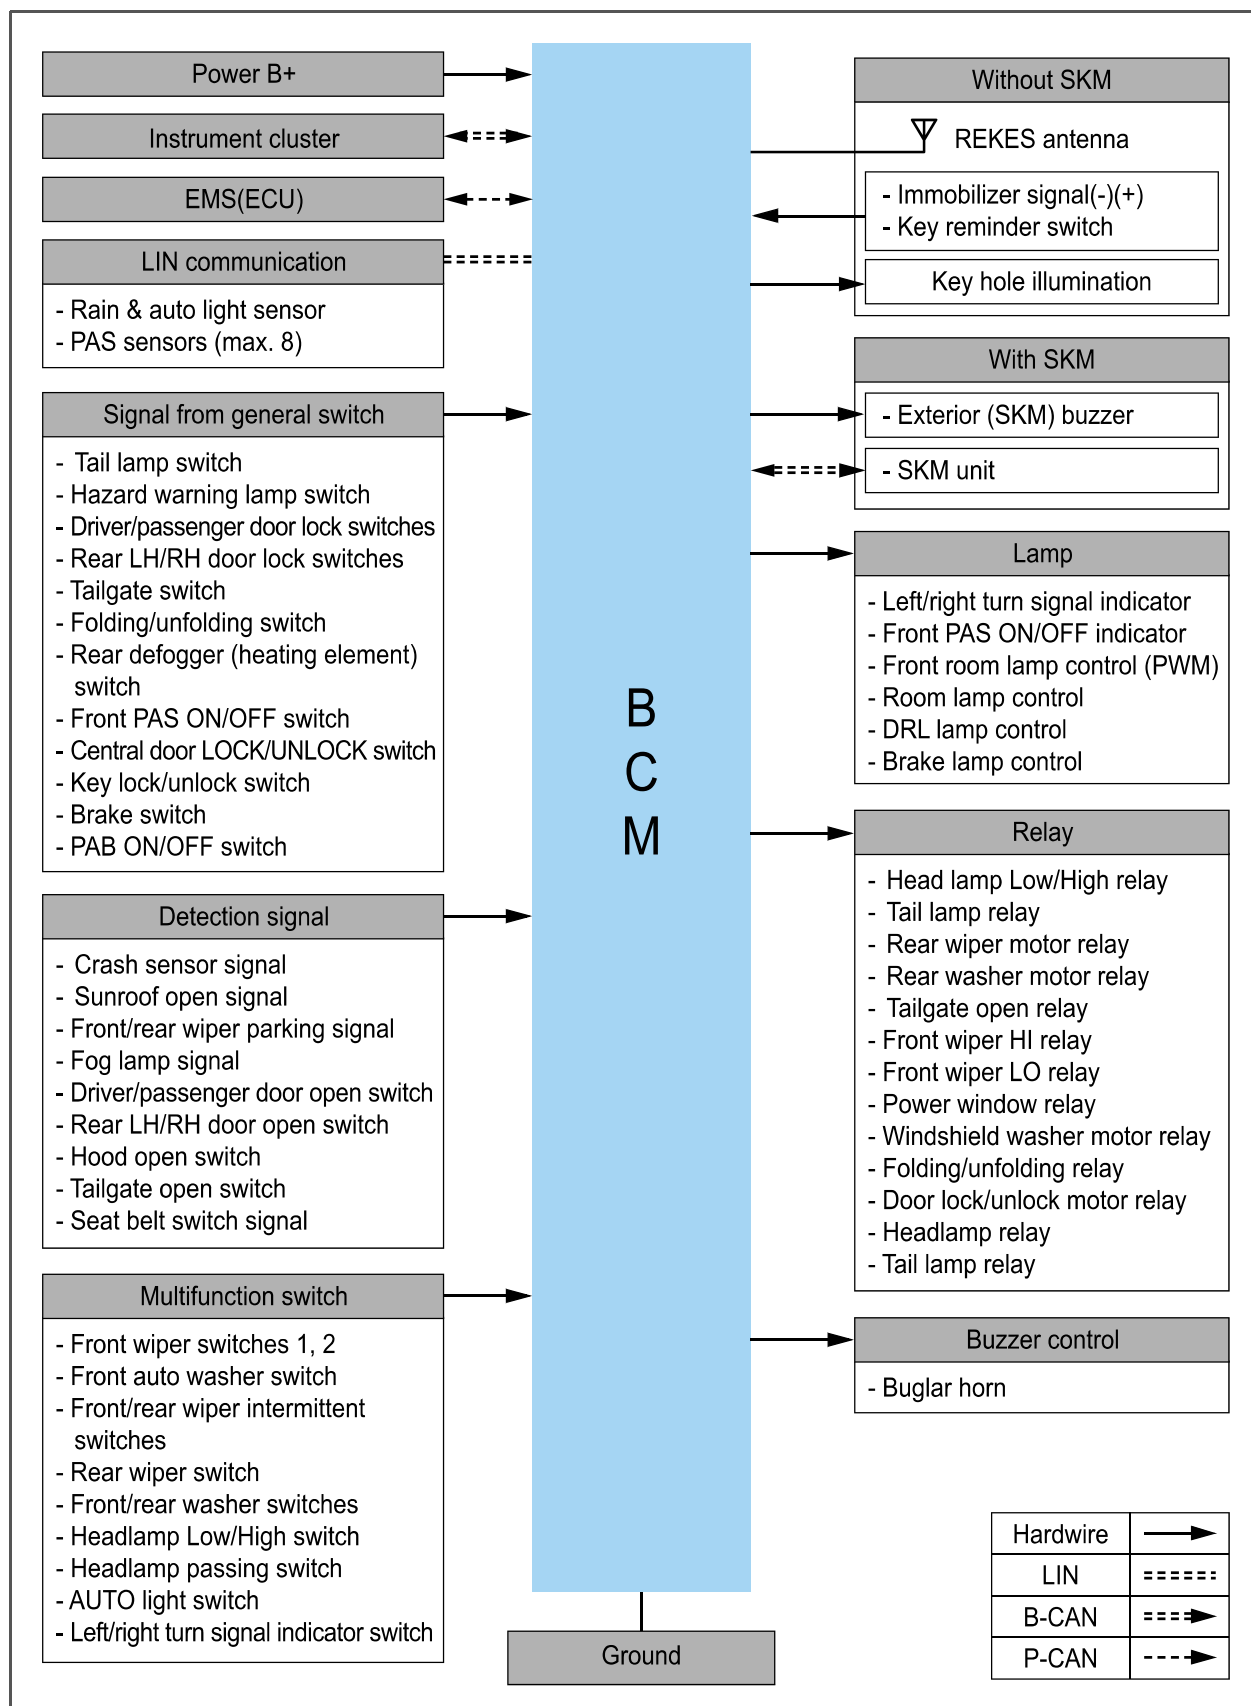 Power B+
Instrument cluster
EMS(ECU)
LIN communication
- Rain & auto light sensor
- PAS sensors (max. 8)
Signal from general switch
- Tail lamp switch
- Hazard warning lamp switch
- Driver/passenger door lock switches
- Rear LH/RH door lock switches
- Tailgate switch
- Folding/unfolding switch
- Rear defogger (heating element)
switch
- Front PAS ON/OFF switch
- Central door LOCK/UNLOCK switch
- Key lock/unlock switch
- Brake switch
- PAB ON/OFF switch
Detection signal
- Crash sensor signal
- Sunroof open signal
- Front/rear wiper parking signal
- Fog lamp signal
- Driver/passenger door open switch
- Rear LH/RH door open switch
- Hood open switch
- Tailgate open switch
- Seat belt switch signal
Multifunction switch
- Front wiper switches 1, 2
- Front auto washer switch
- Front/rear wiper intermittent
switches
- Rear wiper switch
- Front/rear washer switches
- Headlamp Low/High switch
- Headlamp passing switch
- AUTO light switch
- Left/right turn signal indicator switch
B
C
M
Ground
Without SKM
REKES antenna
- Immobilizer signal(-)(+)
- Key reminder switch
Key hole illumination
With SKM
- Exterior (SKM) buzzer
- SKM unit
Lamp
- Left/right turn signal indicator
- Front PAS ON/OFF indicator
- Front room lamp control (PWM)
- Room lamp control
- DRL lamp control
- Brake lamp control
Relay
- Head lamp Low/High relay
- Tail lamp relay
- Rear wiper motor relay
- Rear washer motor relay
- Tailgate open relay
- Front wiper HI relay
- Front wiper LO relay
- Power window relay
- Windshield washer motor relay
- Folding/unfolding relay
- Door lock/unlock motor relay
- Headlamp relay
- Tail lamp relay
Buzzer control
- Buglar horn
Hardwire
LIN
B-CAN
P-CAN